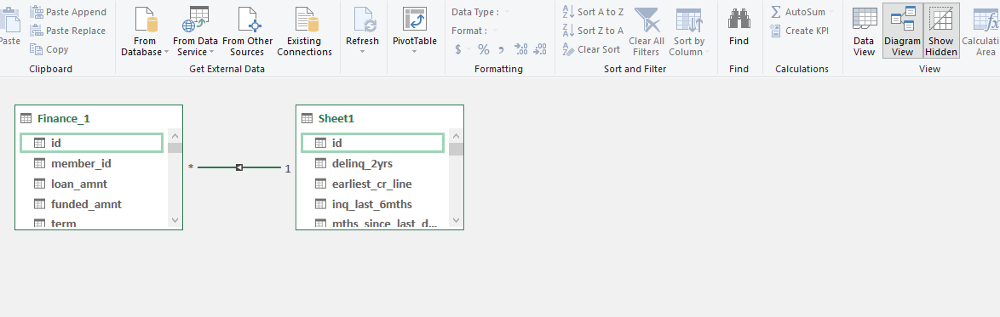 Paste
Paste Append
Paste Replace
Copy
Clipboard
From Database
From Data Service
From Other Sources
Existing Connections
Get External Data
Refresh
PivotTable
Data Type :
Format :
$ % , .00 .00
Formatting
Sort A to Z
Sort Z to A
Clear Sort
Clear All Filters
Sort by Column
Sort and Filter
Find
Find
AutoSum
Create KPI
Calculations
Data View
Diagram View
Show Hidden
Calculati
Area
View
Finance_1
id
member_id
loan_amnt
funded_amnt
term
* 1
Sheet1
id
delinq_2yrs
earliest_cr_line
inq_last_6mths
mths_since_last_d...